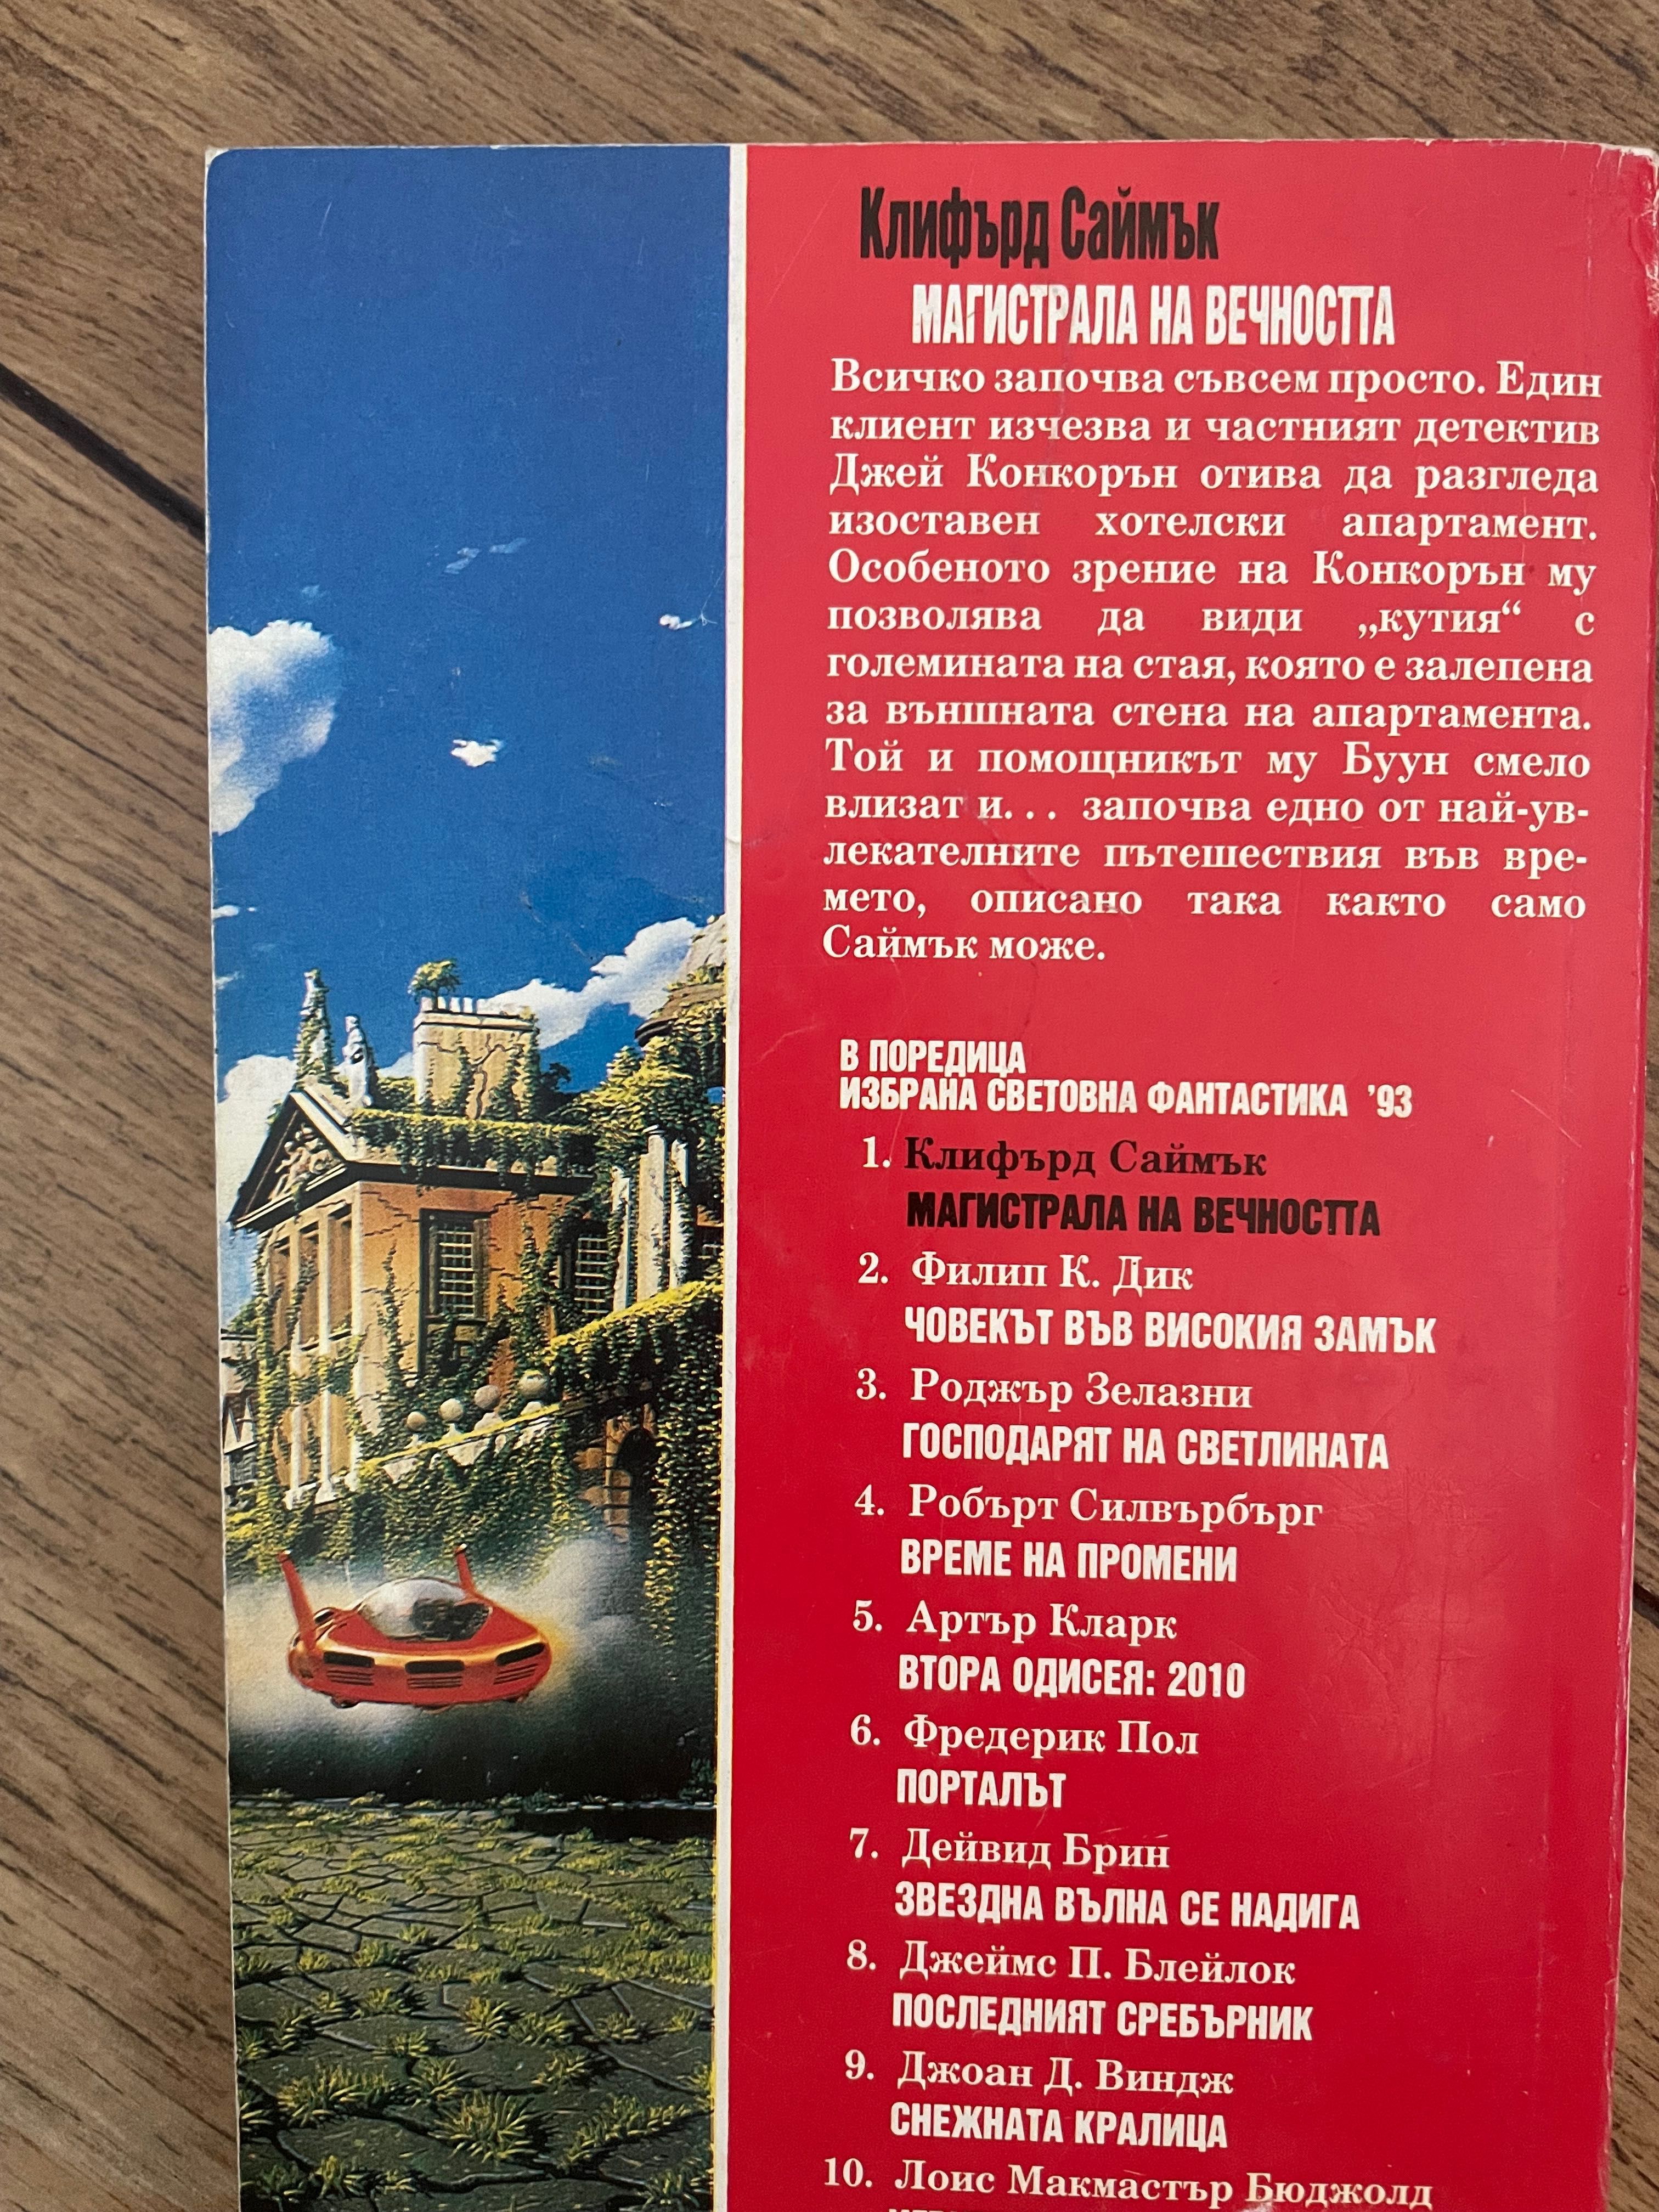 Клифърд Саймък
МАГИСТРАЛА НА ВЕЧНОСТТА
Всичко започва съвсем просто. Един
клиент изчезва и частният детектив
Джей Конкорън отива да разгледа
изоставен хотелски апартамент.
Особеното зрение на Конкорън му
позволява да види „кутия“ с
големината на стая, която е залепена
за външната стена на апартамента.
Той и помощникът му Буун смело
влизат и... започва едно от най-ув-
лекателните пътешествия във вре-
мето, описано така както само
Саймък може.
В ПОРЕДИЦА
ИЗБРАНА СВЕТОВНА ФАНТАСТИКА '93
1. Клифърд Саймък
МАГИСТРАЛА НА ВЕЧНОСТТА
2. Филип К. Дик
ЧОВЕКЪТ ВЪВ ВИСОКИЯ ЗАМЪК
3. Роджър Зелазни
ГОСПОДАРЯТ НА СВЕТЛИНАТА
4. Робърт Силвърбърг
ВРЕМЕ НА ПРОМЕНИ
5. Артър Кларк
ВТОРА ОДИСЕЯ: 2010
6. Фредерик Пол
ПОРТАЛЪТ
7. Дейвид Брин
ЗВЕЗДНА ВЪЛНА СЕ НАДИГА
8. Джеймс П. Блейлок
ПОСЛЕДНИЯТ СРЕБЪРНИК
9. Джоан Д. Виндж
СНЕЖНАТА КРАЛИЦА
10. Лоис Макмастър Бюджолд